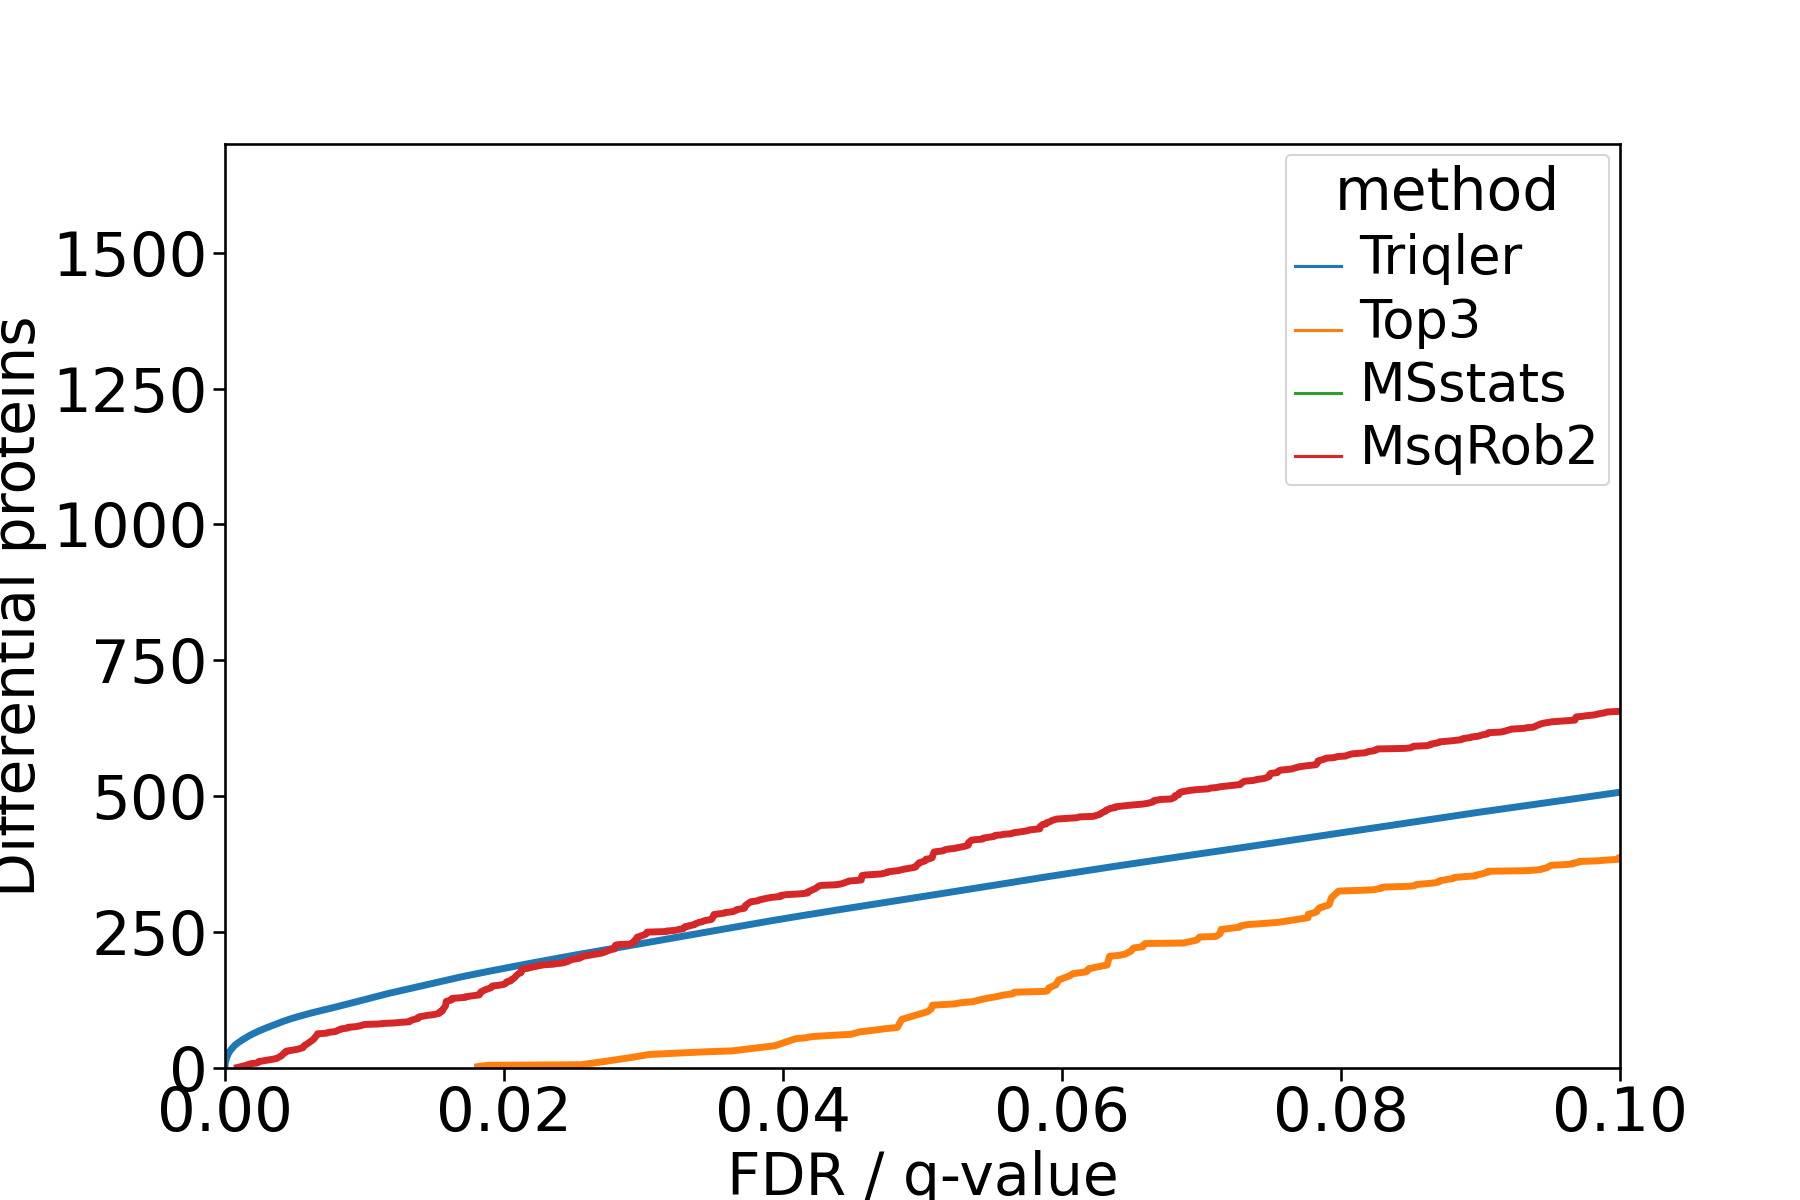 method
Triqler
Top3
MSstats
MsqRob2
Differential proteins
1500
1250
1000
750
500
250
0
0.00 0.02 0.04 0.06 0.08 0.10
FDR / q-value